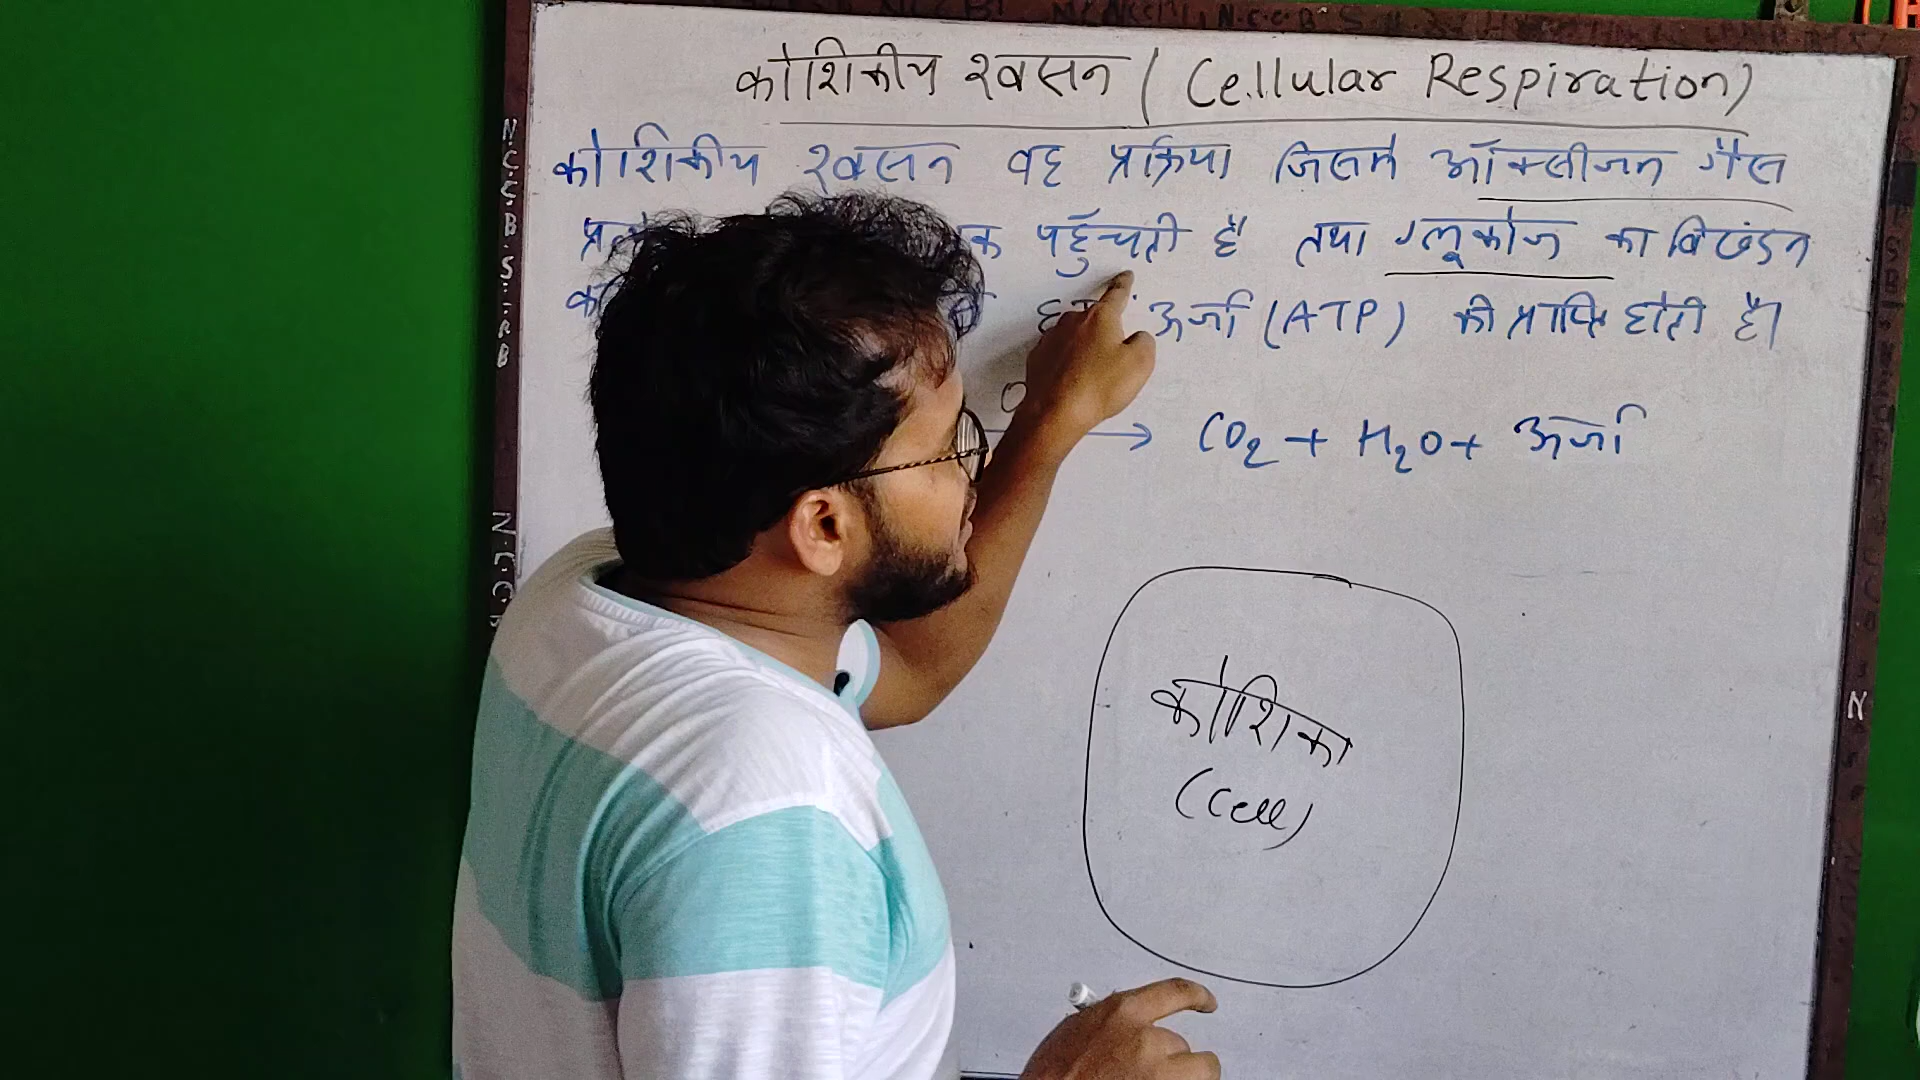 कोशिकीय श्वसन ( Cellular Respiration)
कोशिकीय श्वसन वह प्रक्रिया जिसमे ऑक्सीजन गैस
पहुँचती है तथा ग्लूकोज का विखंडन
ऊर्जा (ATP) की प्राप्ति होती है।
CO₂ + H₂O + ऊर्जा
कोशिका
(Cell)
N.C.C.B.S.:RB
N.C.C.B
N